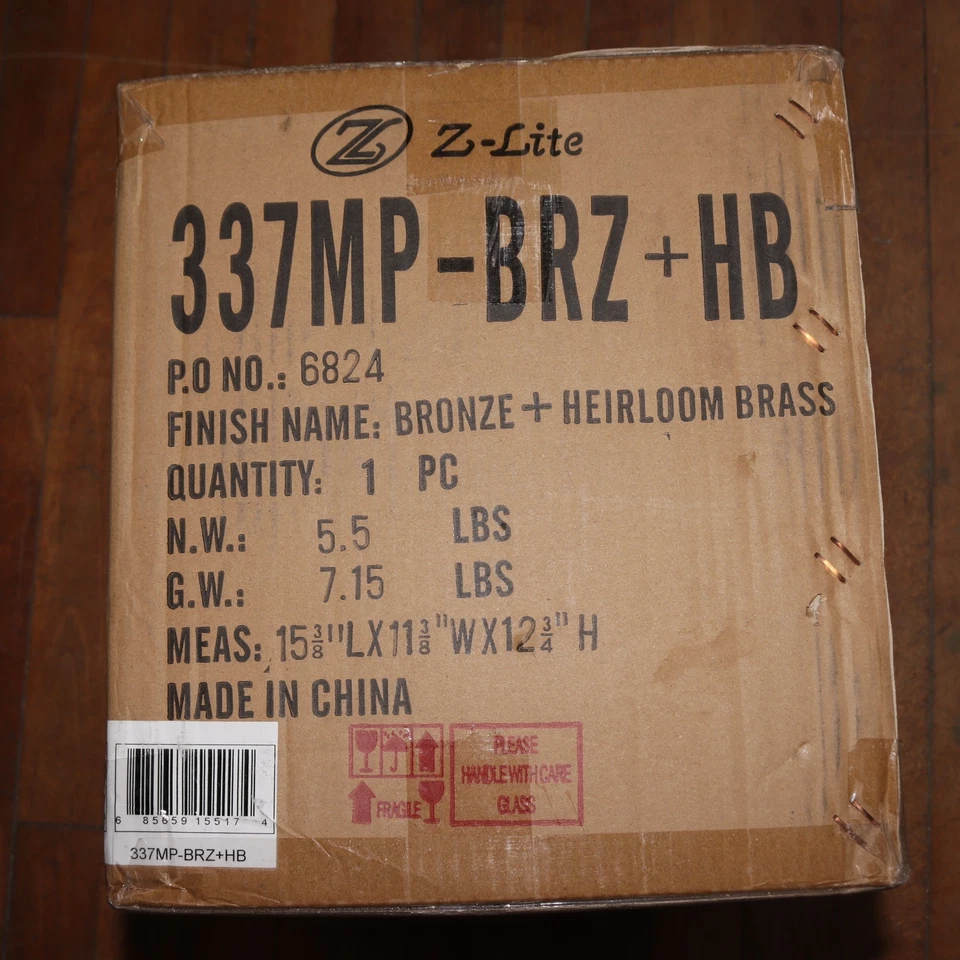 Z Z-Lite
337MP-BRZ+HB
P.O NO.: 6824
FINISH NAME: BRONZE + HEIRLOOM BRASS
QUANTITY: 1 PC
N.W.: 5.5 LBS
G.W.: 7.15 LBS
MEAS: 15 3/8"LX11 3/8"WX12 3/4"H
MADE IN CHINA
PLEASE
HANDLE WITH CARE
GLASS
FRAGILE
6 85659 15517 4
337MP-BRZ+HB